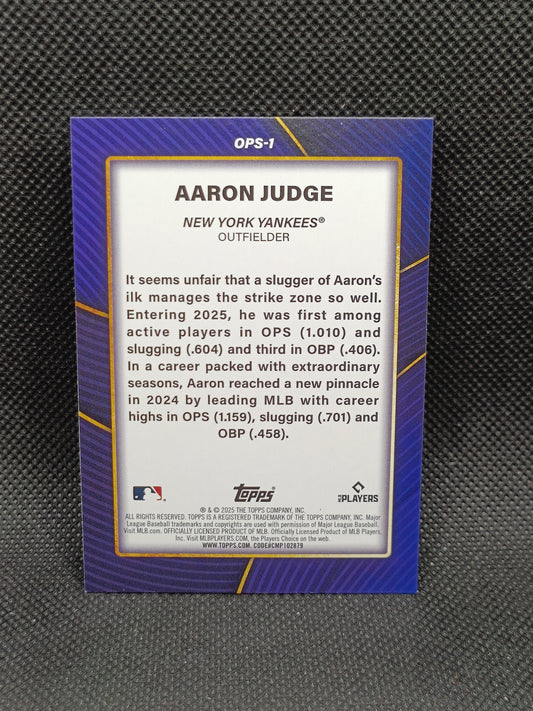 OPS-1
AARON JUDGE
NEW YORK YANKEES®
OUTFIELDER
It seems unfair that a slugger of Aaron's
ilk manages the strike zone so well.
Entering 2025, he was first among
active players in OPS (1.010) and
slugging (.604) and third in OBP (.406).
In a career packed with extraordinary
seasons, Aaron reached a new pinnacle
in 2024 by leading MLB with career
highs in OPS (1.159), slugging (.701) and
OBP (.458).
Topps
MLB PLAYERS
® & © 2025 THE TOPPS COMPANY, INC.
ALL RIGHTS RESERVED. TOPPS IS A REGISTERED TRADEMARK OF THE TOPPS COMPANY, INC. Major
League Baseball trademarks and copyrights are used with permission of Major League Baseball.
Visit MLB.com. OFFICIALLY LICENSED PRODUCT OF MLB. Officially Licensed Product of MLB Players,
Inc. Visit MLBPLAYERS.COM, the Players Choice on the web.
WWW.TOPPS.COM. CODE#CMP102879